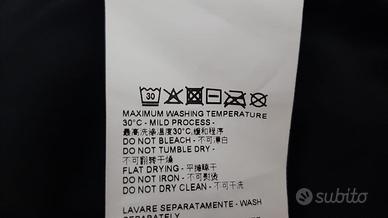 30
MAXIMUM WASHING TEMPERATURE
30°C - MILD PROCESS -
最高洗滌溫度30°C,緩和程序
DO NOT BLEACH - 不可漂白
DO NOT TUMBLE DRY -
不可翻轉干燥
FLAT DRYING - 平攤晾干
DO NOT IRON - 不可熨燙
DO NOT DRY CLEAN - 不可干洗
LAVARE SEPARATAMENTE - WASH
SEPARATELY
subito